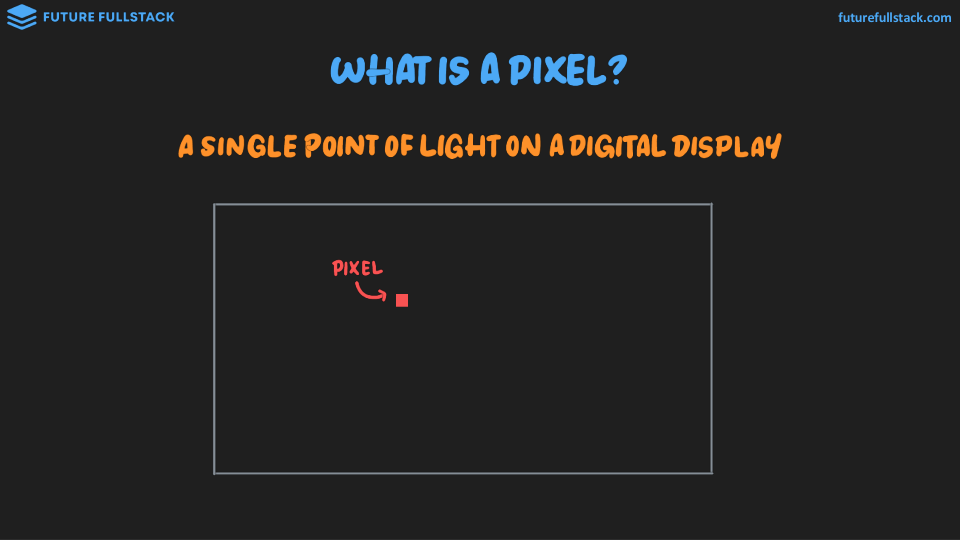 FUTURE FULLSTACK
futurefullstack.com
WHAT IS A PIXEL?
A SINGLE POINT OF LIGHT ON A DIGITAL DISPLAY
PIXEL